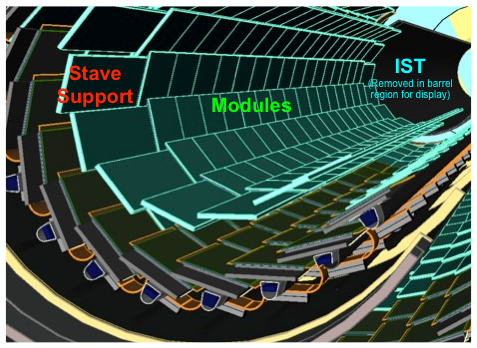 IST
(Removed in barrel
region for display)
Stave
Support
Modules